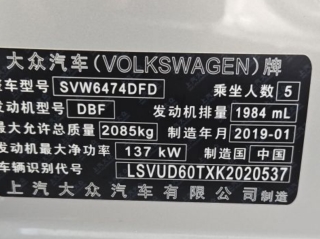 大众汽车(VOLKSWAGEN)牌
车型号 SVW6474DFD 乘坐人数 5
发动机型号 DBF 发动机排量 1984 mL
最大允许总质量 2085kg 制造年月 2019-01
发动机最大净功率 137 kW 制造国 中国
车辆识别代号 LSVUD60TXK2020537
上汽大众汽车有限公司 制造